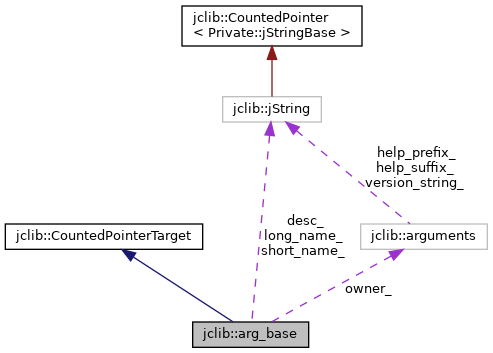 jclib::CountedPointer
< Private::jStringBase >
jclib::jString
help_prefix_
help_suffix_
version_string_
desc_
long_name_
short_name_
jclib::CountedPointerTarget
jclib::arguments
owner_
jclib::arg_base